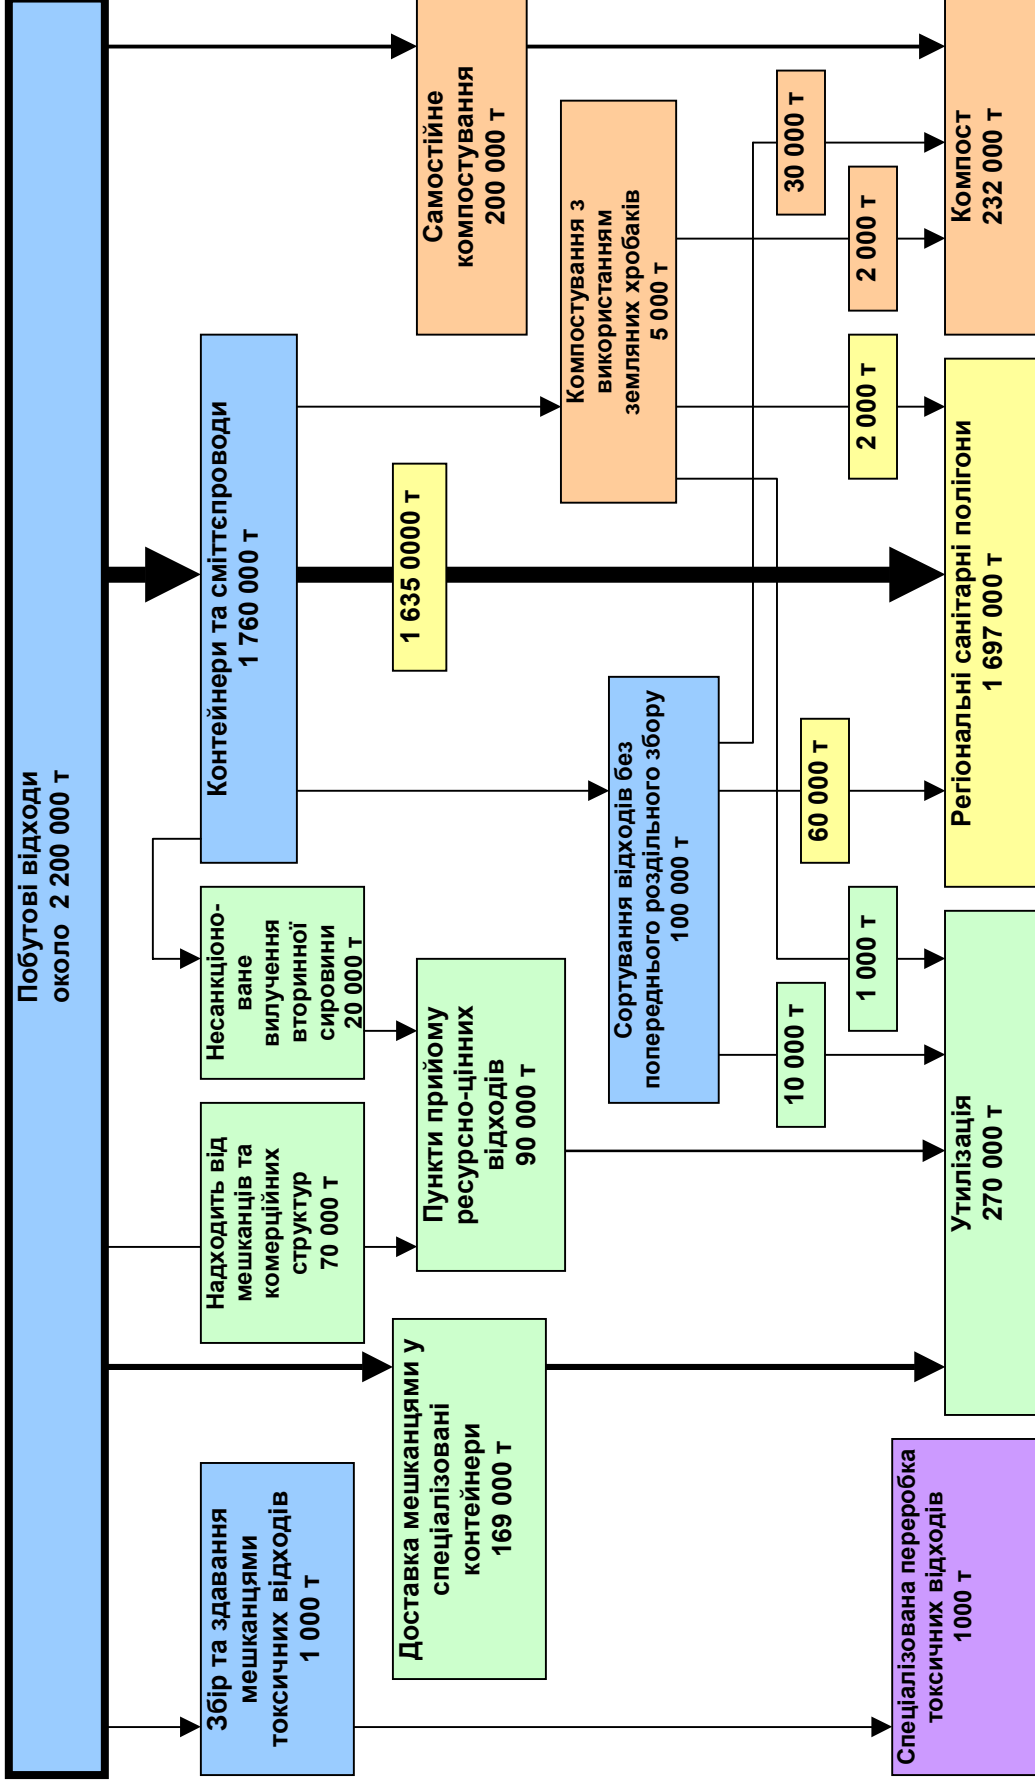 Побутові відходи
около 2 200 000 т
Збір та здавання
мешканцями
токсичних відходів
1 000 т
Надходить від
мешканців та
комерційних
структур
70 000 т
Несанкціоно-
ване
вилучення
вторинної
сировини
20 000 т
Контейнери та сміттєпроводи
1 760 000 т
Доставка мешканцями у
спеціалізовані
контейнери
169 000 т
Пункти прийому
ресурсно-цінних
відходів
90 000 т
1 635 0000 т
Самостійне
компостування
200 000 т
Компостування з
використанням
земляних хробаків
5 000 т
Сортування відходів без
попереднього роздільного збору
100 000 т
10 000 т
1 000 т
60 000 т
2 000 т
2 000 т
30 000 т
Спеціалізована переробка
токсичних відходів
1000 т
Утилізація
270 000 т
Регіональні санітарні полігони
1 697 000 т
Компост
232 000 т